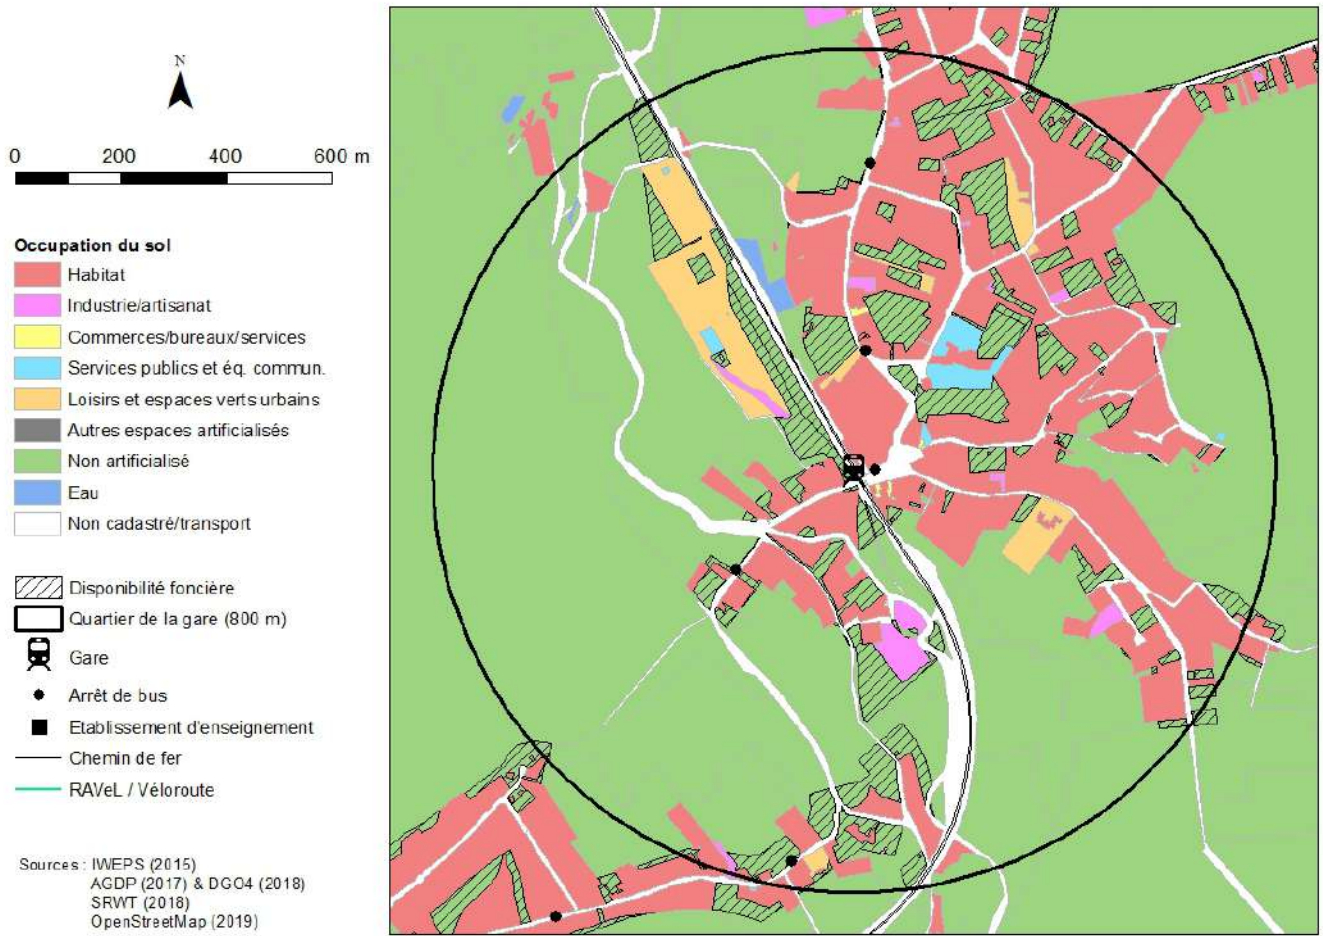 N
0 200 400 600 m
Occupation du sol
Habitat
Industrie/artisanat
Commerces/bureaux/services
Services publics et éq. commun.
Loisirs et espaces verts urbains
Autres espaces artificialisés
Non artificialisé
Eau
Non cadastré/transport
Disponibilité foncière
Quartier de la gare (800 m)
Gare
Arrêt de bus
Etablissement d'enseignement
Chemin de fer
RAVeL / Véloroute
Sources : IWEPS (2015)
AGDP (2017) & DGO4 (2018)
SRWT (2018)
OpenStreetMap (2019)